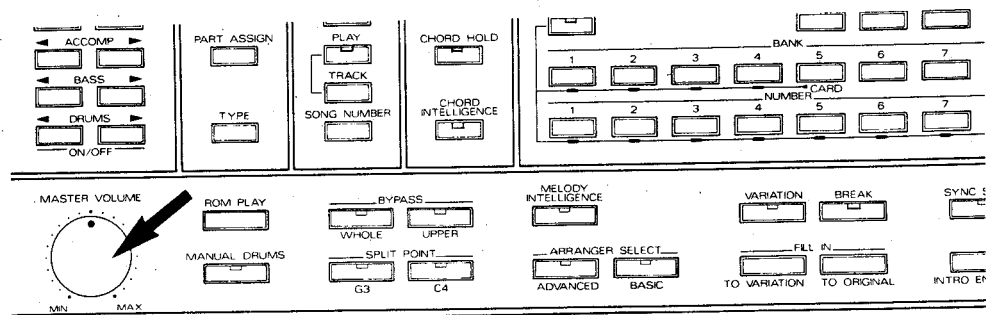 ACCOMP
BASS
DRUMS
ON/OFF
PART ASSIGN
TYPE
PLAY
TRACK
SONG NUMBER
CHORD HOLD
CHORD
INTELLIGENCE
BANK
1 2 3 4 5 6 7
CARD
NUMBER
1 2 3 4 5 6 7
MASTER VOLUME
MIN MAX
ROM PLAY
MANUAL DRUMS
BYPASS
WHOLE UPPER
SPLIT POINT
G3 C4
MELODY
INTELLIGENCE
ARRANGER SELECT
ADVANCED BASIC
VARIATION BREAK
FILL IN
TO VARIATION TO ORIGINAL
SYNC S
INTRO EN